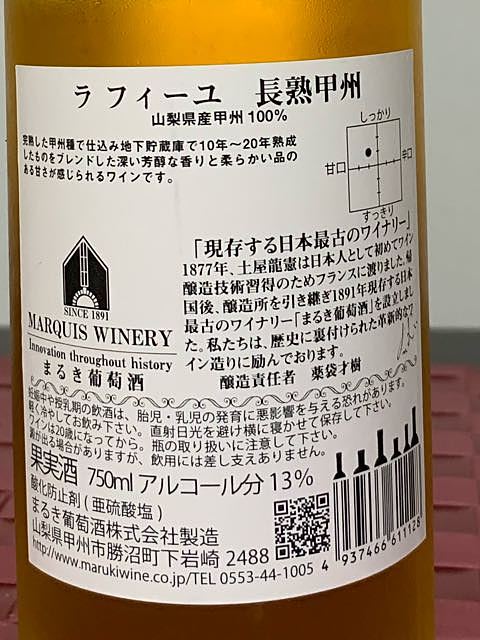 ラフィーユ 長熟甲州
山梨県産甲州 100%
完熟した甲州種で仕込み地下貯蔵庫で10年～20年熟成
したものをブレンドした深い芳醇な香りと柔らかい品の
ある甘さが感じられるワインです。
しっかり
甘口
辛口
すっきり
「現存する日本最古のワイナリー」
1877年、土屋龍憲は日本人として初めてワイン
醸造技術習得のためフランスに渡りました。帰
国後、醸造所を引き継ぎ1891年現存する日本
最古のワイナリー「まるき葡萄酒」を設立しまし
た。私たちは、歴史に裏付けられた革新的なワ
イン造りに励んでおります。
醸造責任者 薬袋才樹
SINCE 1891
MARQUIS WINERY
Innovation throughout history
まるき葡萄酒
妊娠中や授乳期の飲酒は、胎児・乳児の発育に悪影響を与える恐れがあります。
軽く冷やしてお飲み下さい。直射日光を避け横に寝かせて保存して下さい。
ワインは20歳になってから。瓶の取り扱いに注意して下さい。
澱が出る場合がありますが、飲用には差し支えありません。
果実酒 750ml アルコール分 13%
酸化防止剤 (亜硫酸塩)
まるき葡萄酒株式会社製造
山梨県甲州市勝沼町下岩崎 2488
http://www.marukiwine.co.jp/TEL 0553-44-1005
4 937466 611128